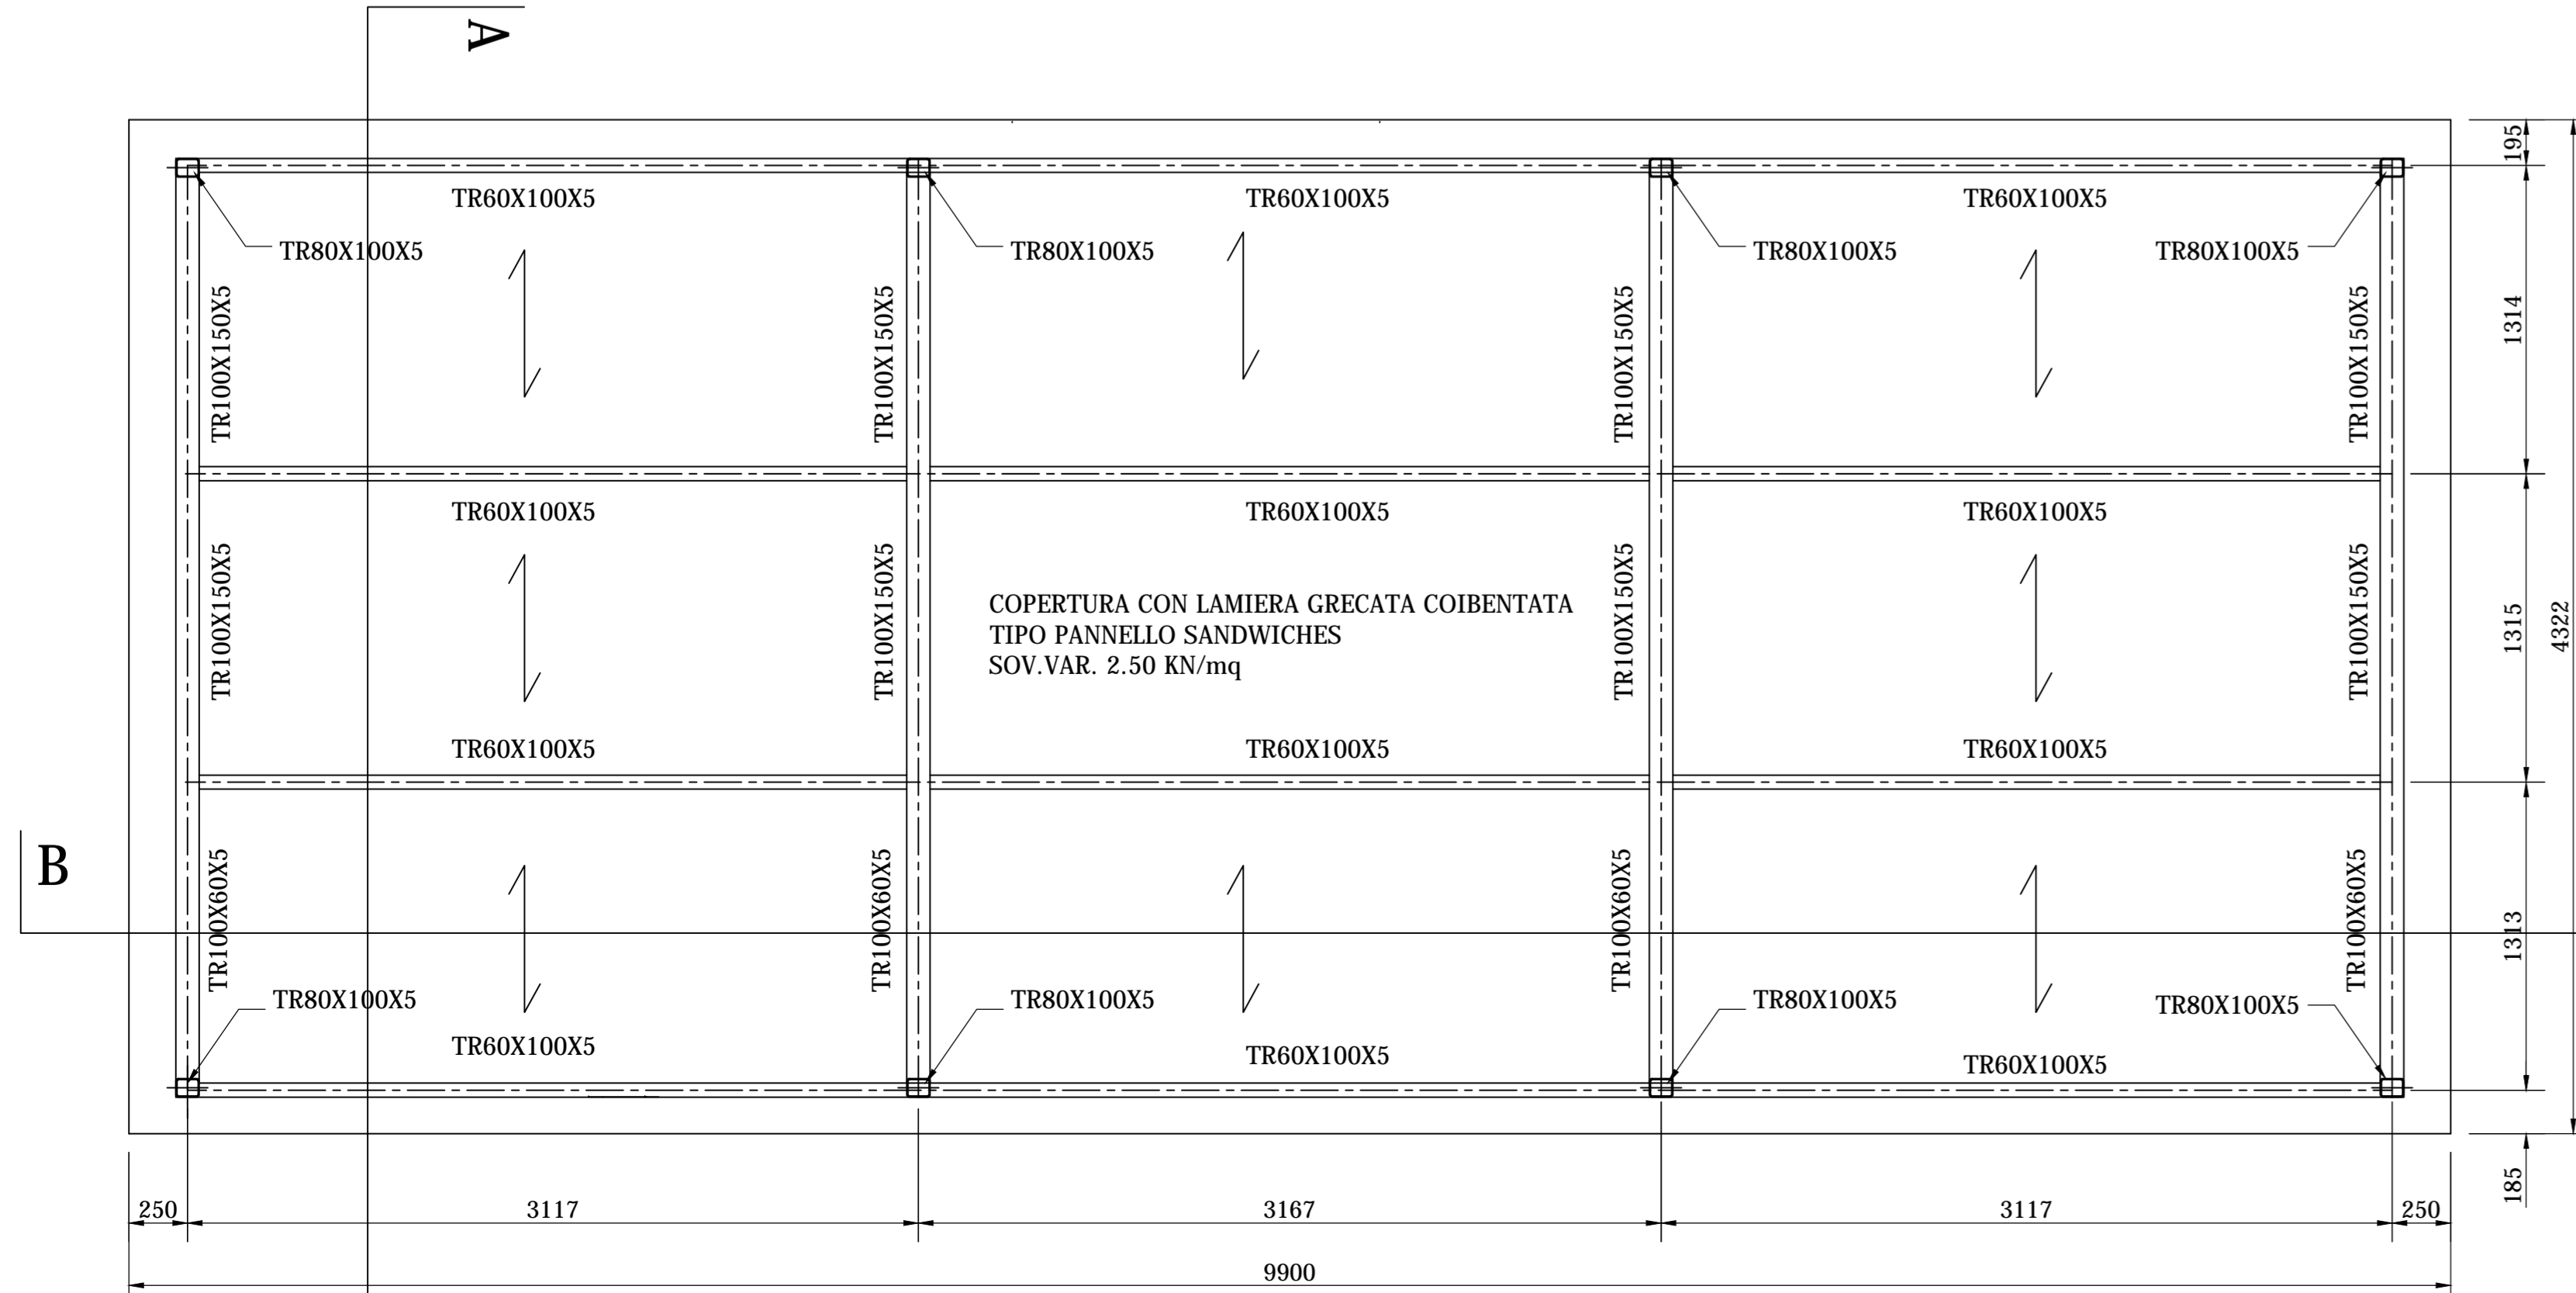 A
195
TR60X100X5
TR60X100X5
TR60X100X5
TR80X100X5
TR80X100X5
TR80X100X5
TR80X100X5
TR100X150X5
TR100X150X5
TR100X150X5
TR100X150X5
1314
TR60X100X5
TR60X100X5
TR60X100X5
TR100X150X5
TR100X150X5
TR100X150X5
TR100X150X5
COPERTURA CON LAMIERA GRECATA COIBENTATA
TIPO PANNELLO SANDWICHES
SOV.VAR. 2.50 KN/mq
1315
4322
TR60X100X5
TR60X100X5
TR60X100X5
B
TR100X60X5
TR100X60X5
TR100X60X5
TR100X60X5
1313
TR80X100X5
TR80X100X5
TR80X100X5
TR80X100X5
TR60X100X5
TR60X100X5
TR60X100X5
185
250
3117
3167
3117
250
9900